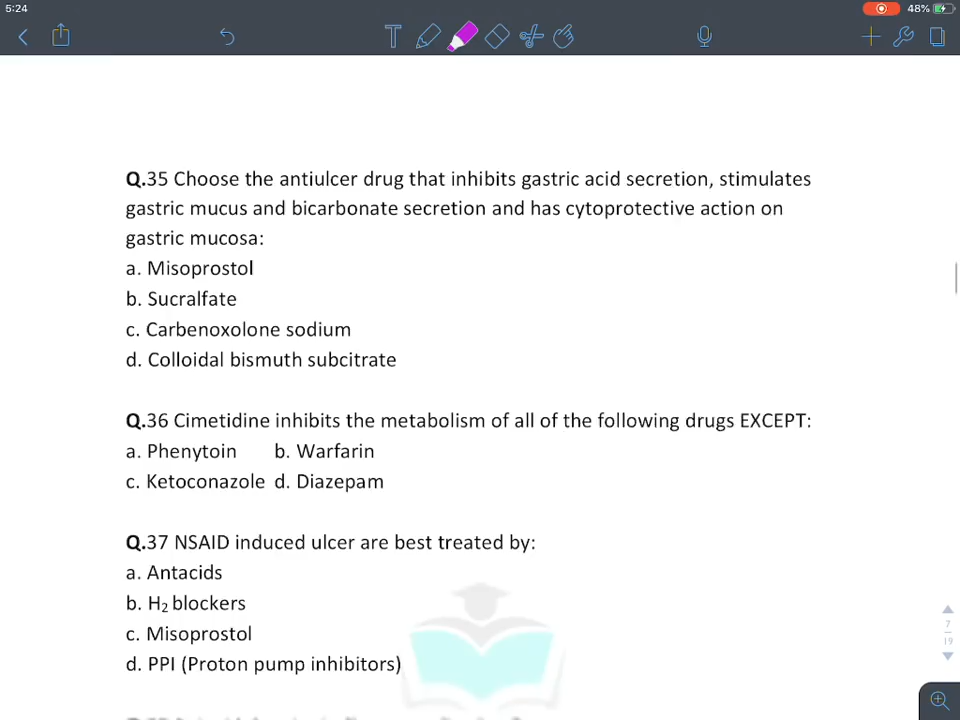 5:24
48%
T
Q.35 Choose the antiulcer drug that inhibits gastric acid secretion, stimulates
gastric mucus and bicarbonate secretion and has cytoprotective action on
gastric mucosa:
a. Misoprostol
b. Sucralfate
c. Carbenoxolone sodium
d. Colloidal bismuth subcitrate
Q.36 Cimetidine inhibits the metabolism of all of the following drugs EXCEPT:
a. Phenytoin b. Warfarin
c. Ketoconazole d. Diazepam
Q.37 NSAID induced ulcer are best treated by:
a. Antacids
b. H₂ blockers
c. Misoprostol
d. PPI (Proton pump inhibitors)
7
19